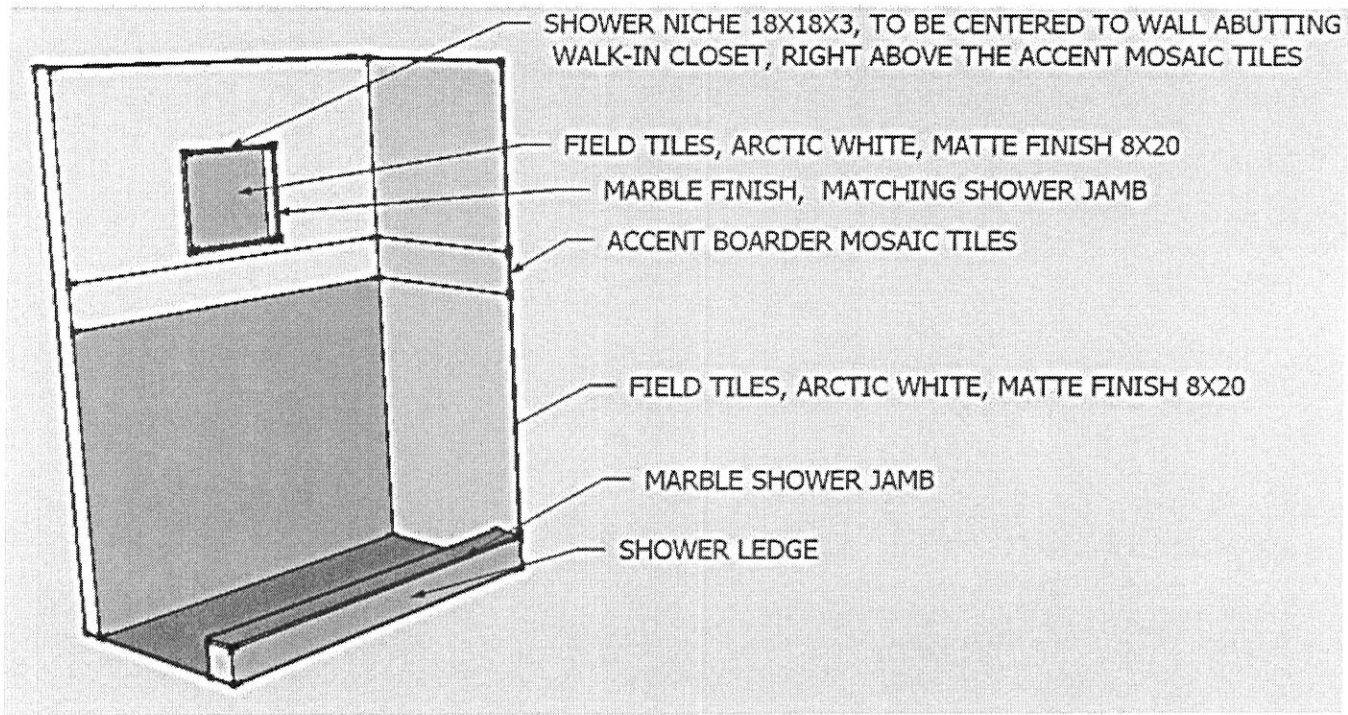 SHOWER NICHE 18X18X3, TO BE CENTERED TO WALL ABUTTING
WALK-IN CLOSET, RIGHT ABOVE THE ACCENT MOSAIC TILES
FIELD TILES, ARCTIC WHITE, MATTE FINISH 8X20
MARBLE FINISH, MATCHING SHOWER JAMB
ACCENT BOARDER MOSAIC TILES
FIELD TILES, ARCTIC WHITE, MATTE FINISH 8X20
MARBLE SHOWER JAMB
SHOWER LEDGE